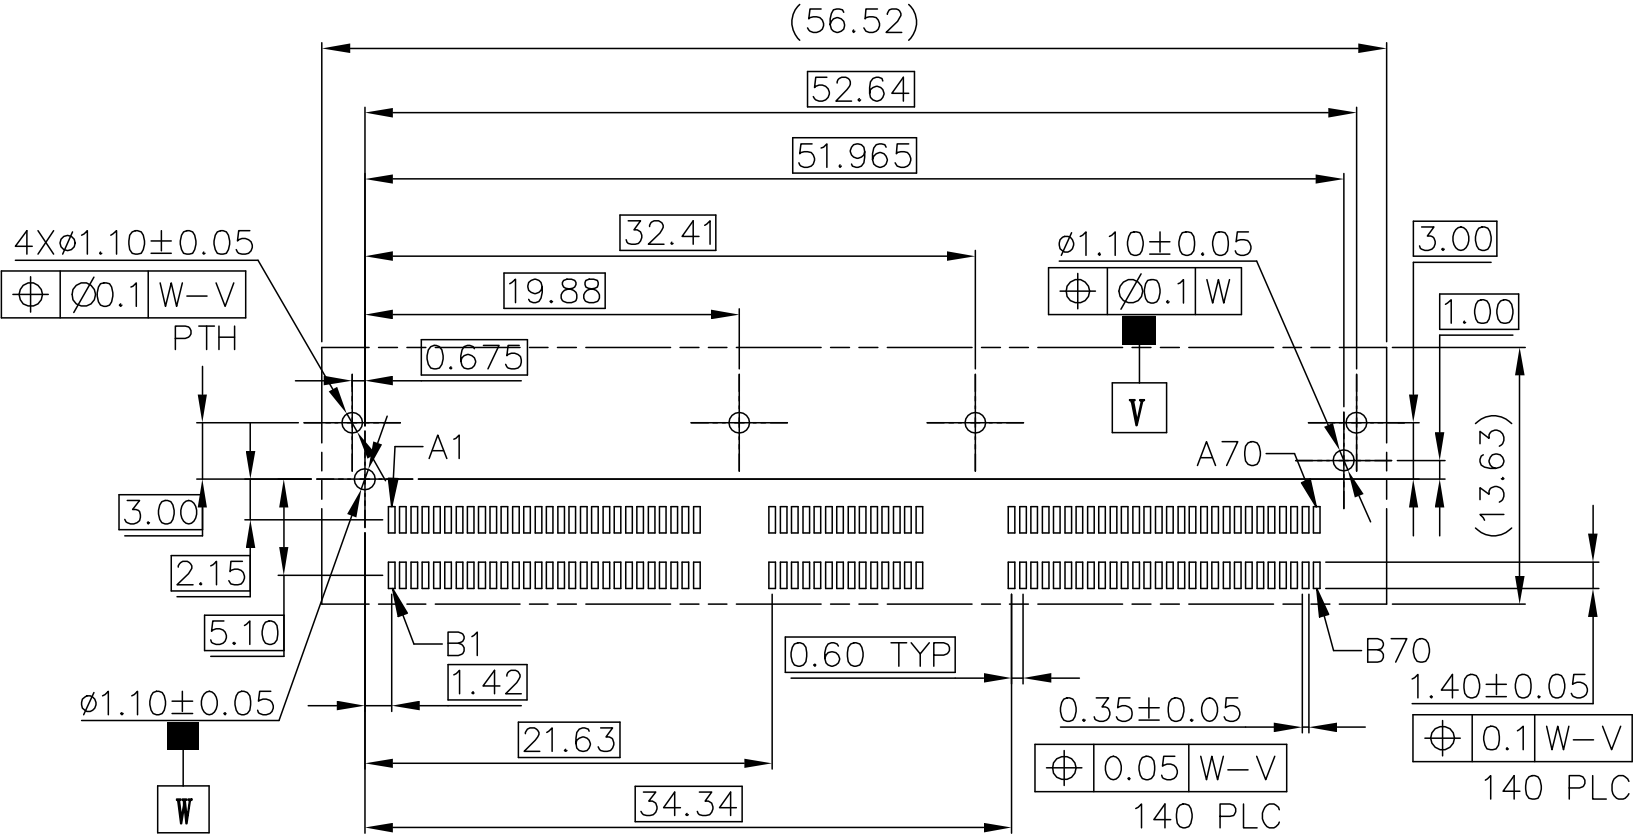 (56.52)
52.64
51.965
32.41
4Xø1.10±0.05
ø1.10±0.05
3.00
Ø0.1 W-V
19.88
Ø0.1 W
1.00
PTH
0.675
V
A1
A70
(13.63)
3.00
2.15
5.10
B1
0.60 TYP
B70
1.42
1.40±0.05
ø1.10±0.05
0.35±0.05
21.63
0.1 W-V
0.05 W-V
140 PLC
W
34.34
140 PLC